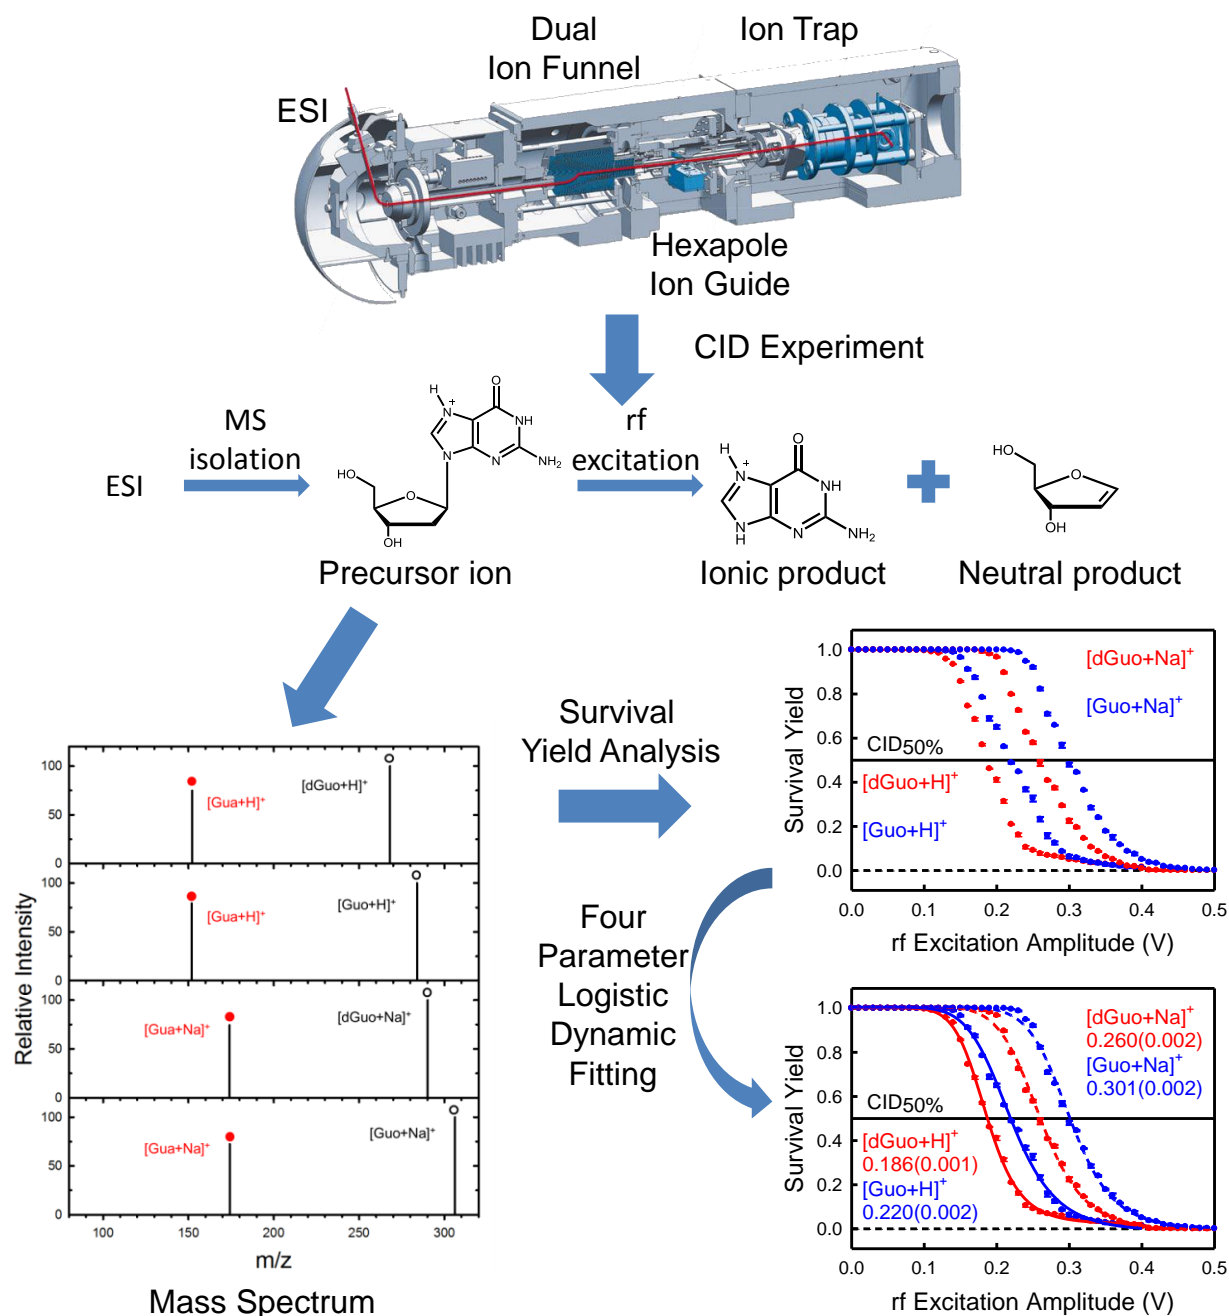 Dual
Ion Funnel
Ion Trap
ESI
Hexapole
Ion Guide
CID Experiment
ESI
MS
isolation
H
N
+
O
NH
N
N
N
NH2
HO
O
OH
rf
excitation
H
N
+
O
NH
N
H
N
NH2
HO
O
OH
Precursor ion
Ionic product
Neutral product
Survival
Yield Analysis
Relative Intensity
100
50
0
[Gua+H]+
[dGuo+H]+
100
50
0
[Gua+H]+
[Guo+H]+
100
50
0
[Gua+Na]+
[dGuo+Na]+
100
50
0
[Gua+Na]+
[Guo+Na]+
100 150 200 250 300
m/z
Mass Spectrum
Survival Yield
1.0
0.8
0.6
0.4
0.2
0.0
[dGuo+Na]+
[Guo+Na]+
CID50%
[dGuo+H]+
[Guo+H]+
0.0 0.1 0.2 0.3 0.4 0.5
rf Excitation Amplitude (V)
Four
Parameter
Logistic
Dynamic
Fitting
Survival Yield
1.0
0.8
0.6
0.4
0.2
0.0
[dGuo+Na]+
0.260(0.002)
[Guo+Na]+
0.301(0.002)
CID50%
[dGuo+H]+
0.186(0.001)
[Guo+H]+
0.220(0.002)
0.0 0.1 0.2 0.3 0.4 0.5
rf Excitation Amplitude (V)